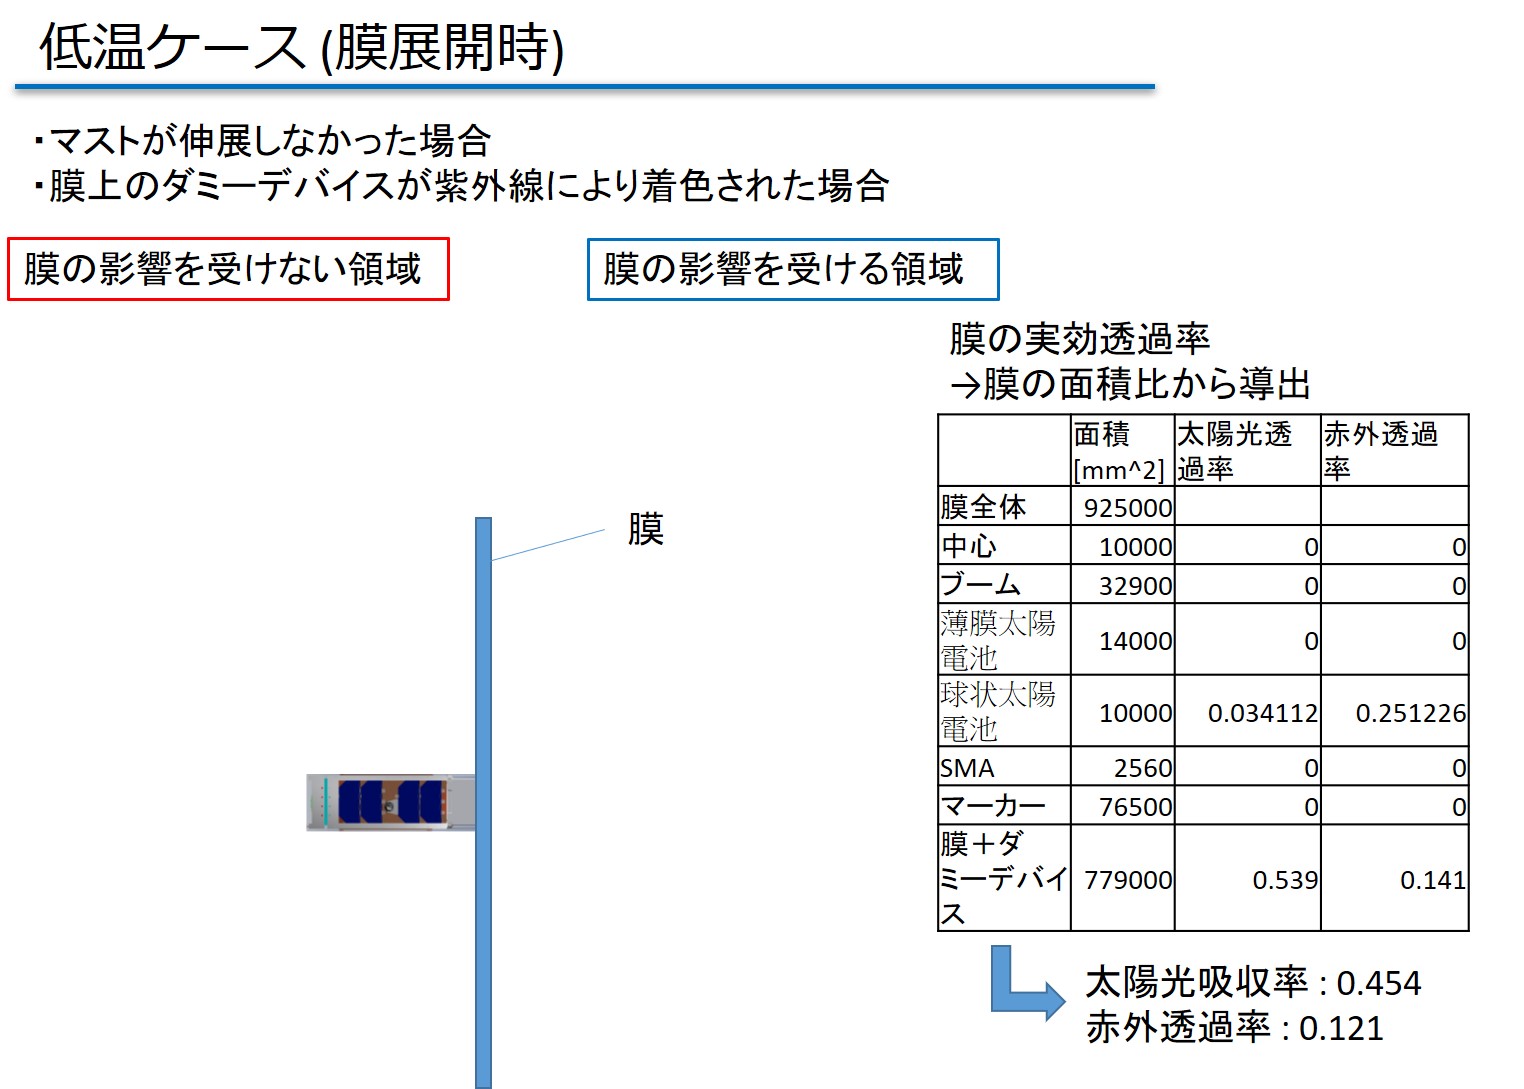 低温ケース (膜展開時)
・マストが伸展しなかった場合
・膜上のダミーデバイスが紫外線により着色された場合
膜の影響を受けない領域
膜の影響を受ける領域
膜の実効透過率
→膜の面積比から導出
面積
[mm^2]
太陽光透
過率
赤外透過
率
膜全体 925000
中心 10000 0 0
ブーム 32900 0 0
薄膜太陽
電池 14000 0 0
球状太陽
電池 10000 0.034112 0.251226
SMA 2560 0 0
マーカー 76500 0 0
膜＋ダ
ミーデバイ
ス 779000 0.539 0.141
膜
太陽光吸収率 : 0.454
赤外透過率 : 0.121